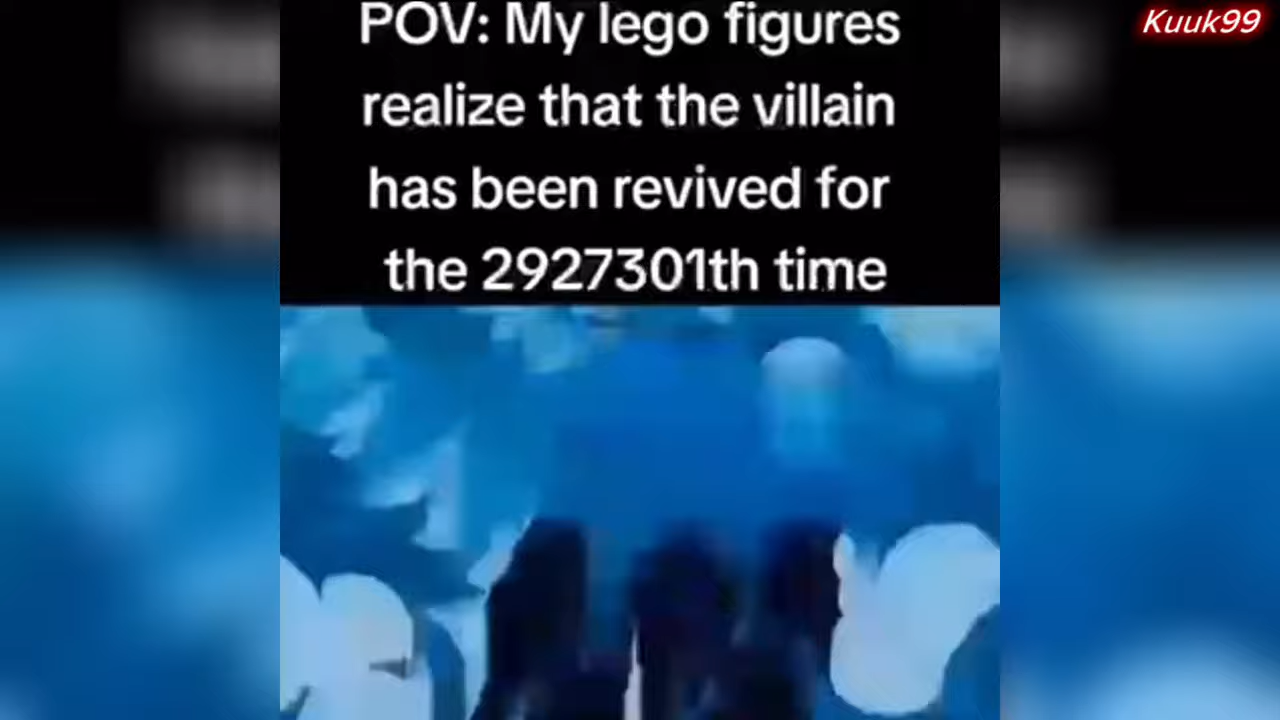 Kuuk99
POV: My lego figures
realize that the villain
has been revived for
the 2927301th time